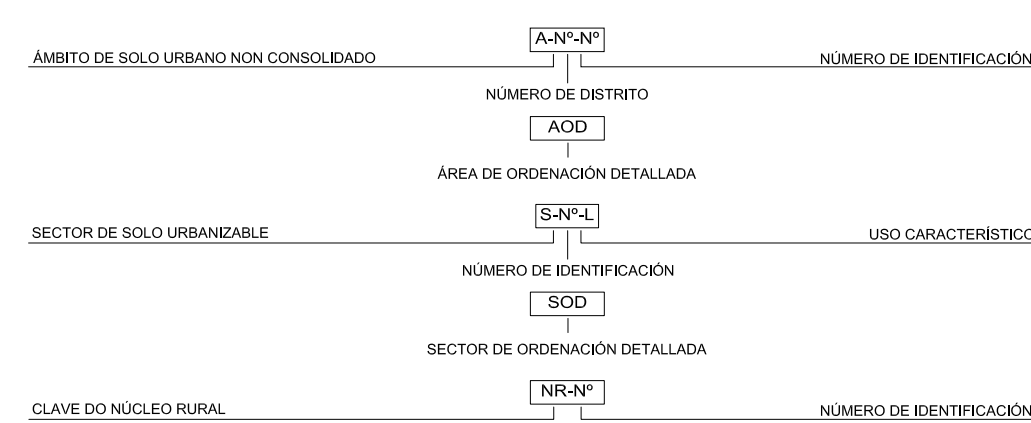 A-Nº-Nº
ÁMBITO DE SOLO URBANO NON CONSOLIDADO
NÚMERO DE IDENTIFICACIÓN
NÚMERO DE DISTRITO
AOD
ÁREA DE ORDENACIÓN DETALLADA
S-Nº-L
SECTOR DE SOLO URBANIZABLE
USO CARACTERÍSTICO
NÚMERO DE IDENTIFICACIÓN
SOD
SECTOR DE ORDENACIÓN DETALLADA
NR-Nº
CLAVE DO NÚCLEO RURAL
NÚMERO DE IDENTIFICACIÓN